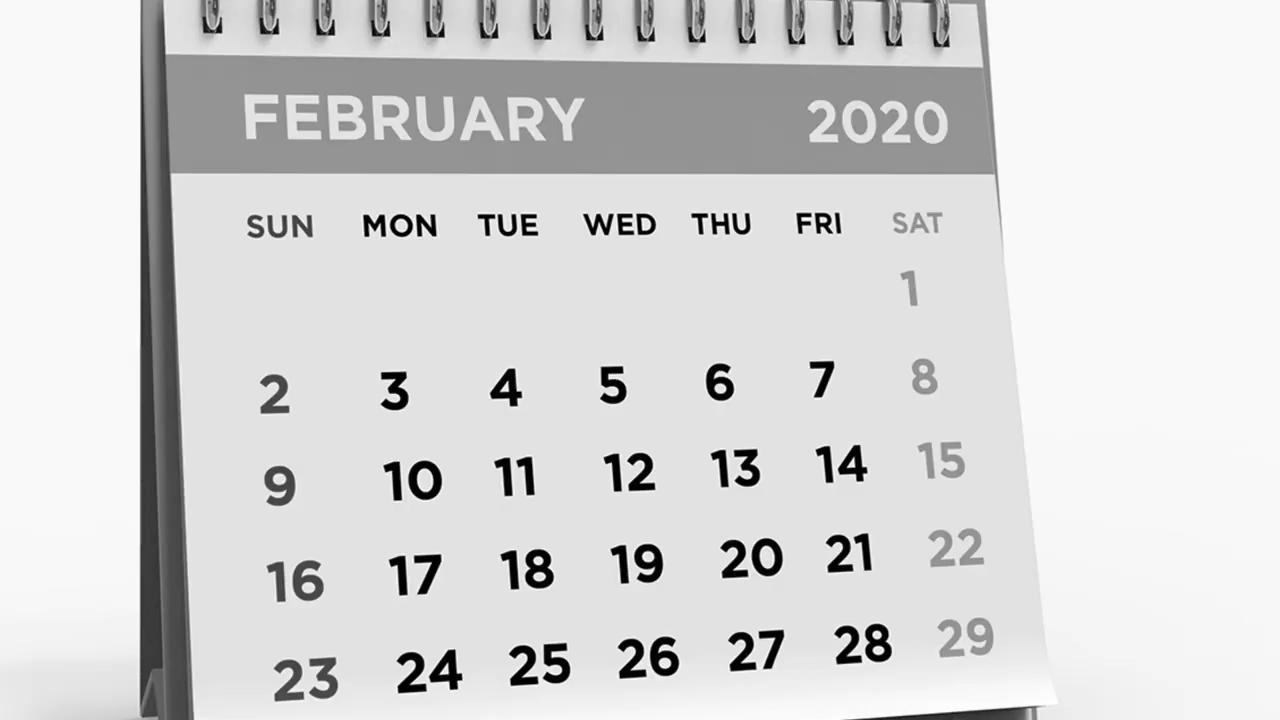 FEBRUARY 2020
SUN MON TUE WED THU FRI SAT
1
2 3 4 5 6 7 8
9 10 11 12 13 14 15
16 17 18 19 20 21 22
23 24 25 26 27 28 29